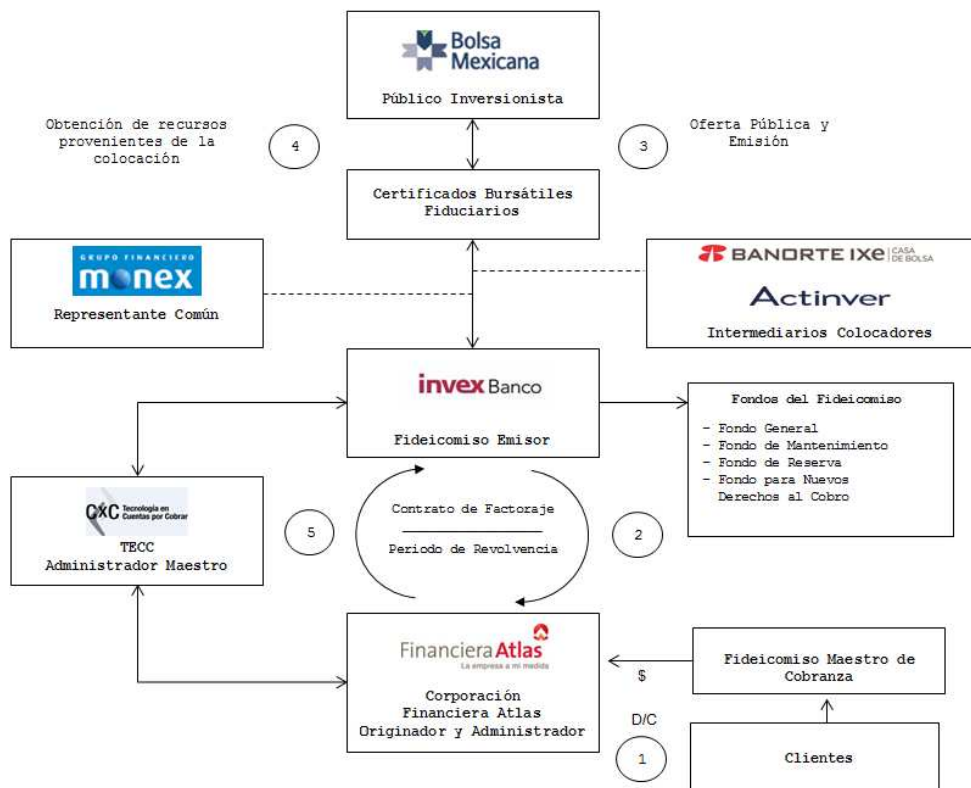 Bolsa
Mexicana
Público Inversionista
Obtención de recursos
provenientes de la
colocación
4
3
Oferta Pública y
Emisión
Certificados Bursátiles
Fiduciarios
GRUPO FINANCIERO
monex
Representante Común
BANORTE IXE CASA
DE BOLSA
Actinver
Intermediarios Colocadores
invex Banco
Fideicomiso Emisor
Fondos del Fideicomiso
- Fondo General
- Fondo de Mantenimiento
- Fondo de Reserva
- Fondo para Nuevos
Derechos al Cobro
CXC Tecnología en
Cuentas por Cobrar
TECC
Administrador Maestro
5
Contrato de Factoraje
Periodo de Revolvencia
2
Financiera Atlas
La empresa a mi medida
Corporación
Financiera Atlas
Originador y Administrador
$
Fideicomiso Maestro de
Cobranza
D/C
1
Clientes